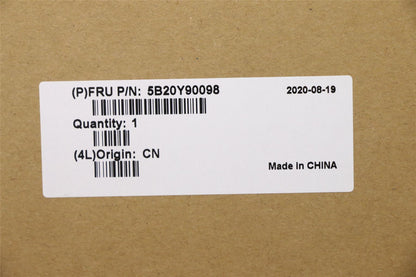 (P)FRU P/N: 5B20Y90098 2020-08-19
Quantity: 1
(4L)Origin: CN
Made in CHINA